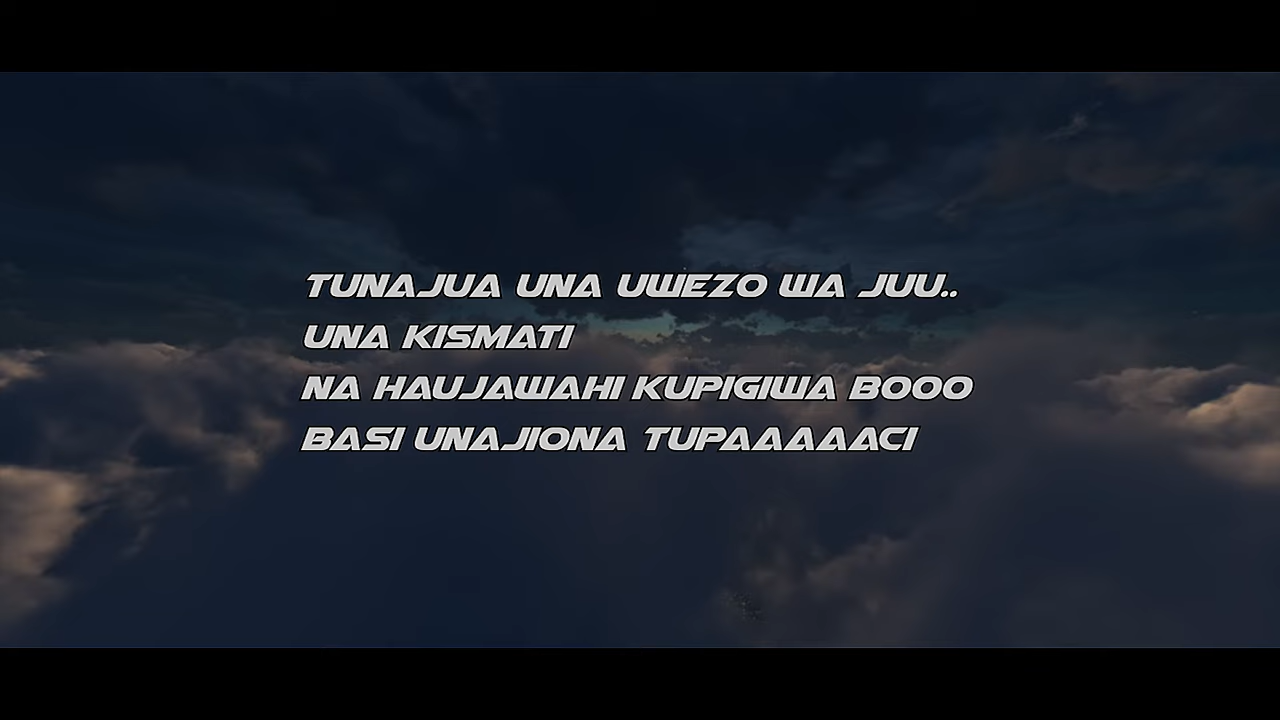 TUNAJUA UNA UWEZO WA JUU..
UNA KISMATI
NA HAUJAWAHI KUPIGIWA BOOO
BASI UNAJIONA TUPAAAAACI